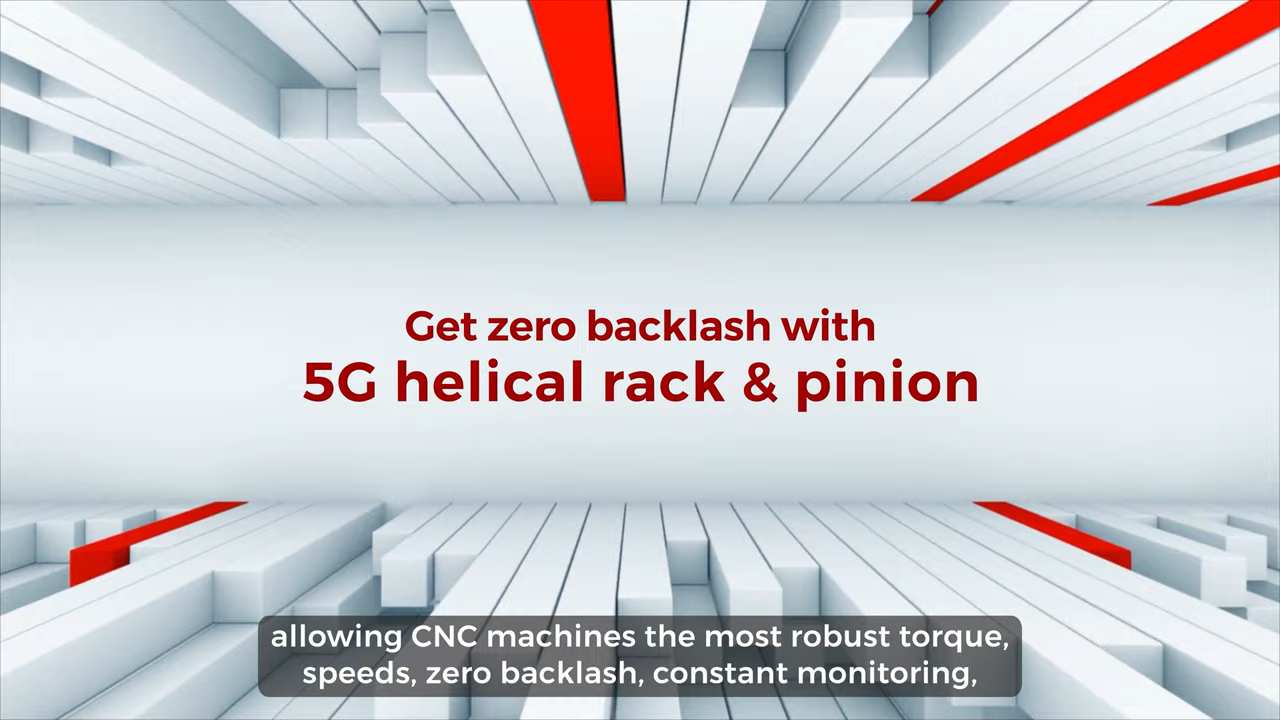 Get zero backlash with
5G helical rack & pinion
allowing CNC machines the most robust torque,
speeds, zero backlash, constant monitoring,